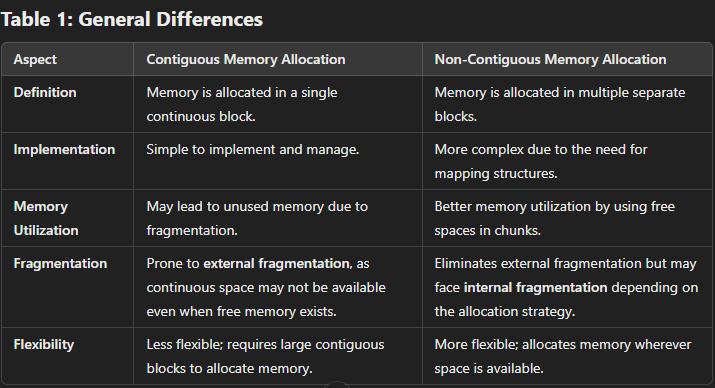 Table 1: General Differences
Aspect Contiguous Memory Allocation Non-Contiguous Memory Allocation
Definition Memory is allocated in a single Memory is allocated in multiple separate
continuous block. blocks.
Implementation Simple to implement and manage. More complex due to the need for
mapping structures.
Memory May lead to unused memory due to Better memory utilization by using free
Utilization fragmentation. spaces in chunks.
Fragmentation Prone to external fragmentation, as Eliminates external fragmentation but may
continuous space may not be available face internal fragmentation depending on
even when free memory exists. the allocation strategy.
Flexibility Less flexible; requires large contiguous More flexible; allocates memory wherever
blocks to allocate memory. space is available.